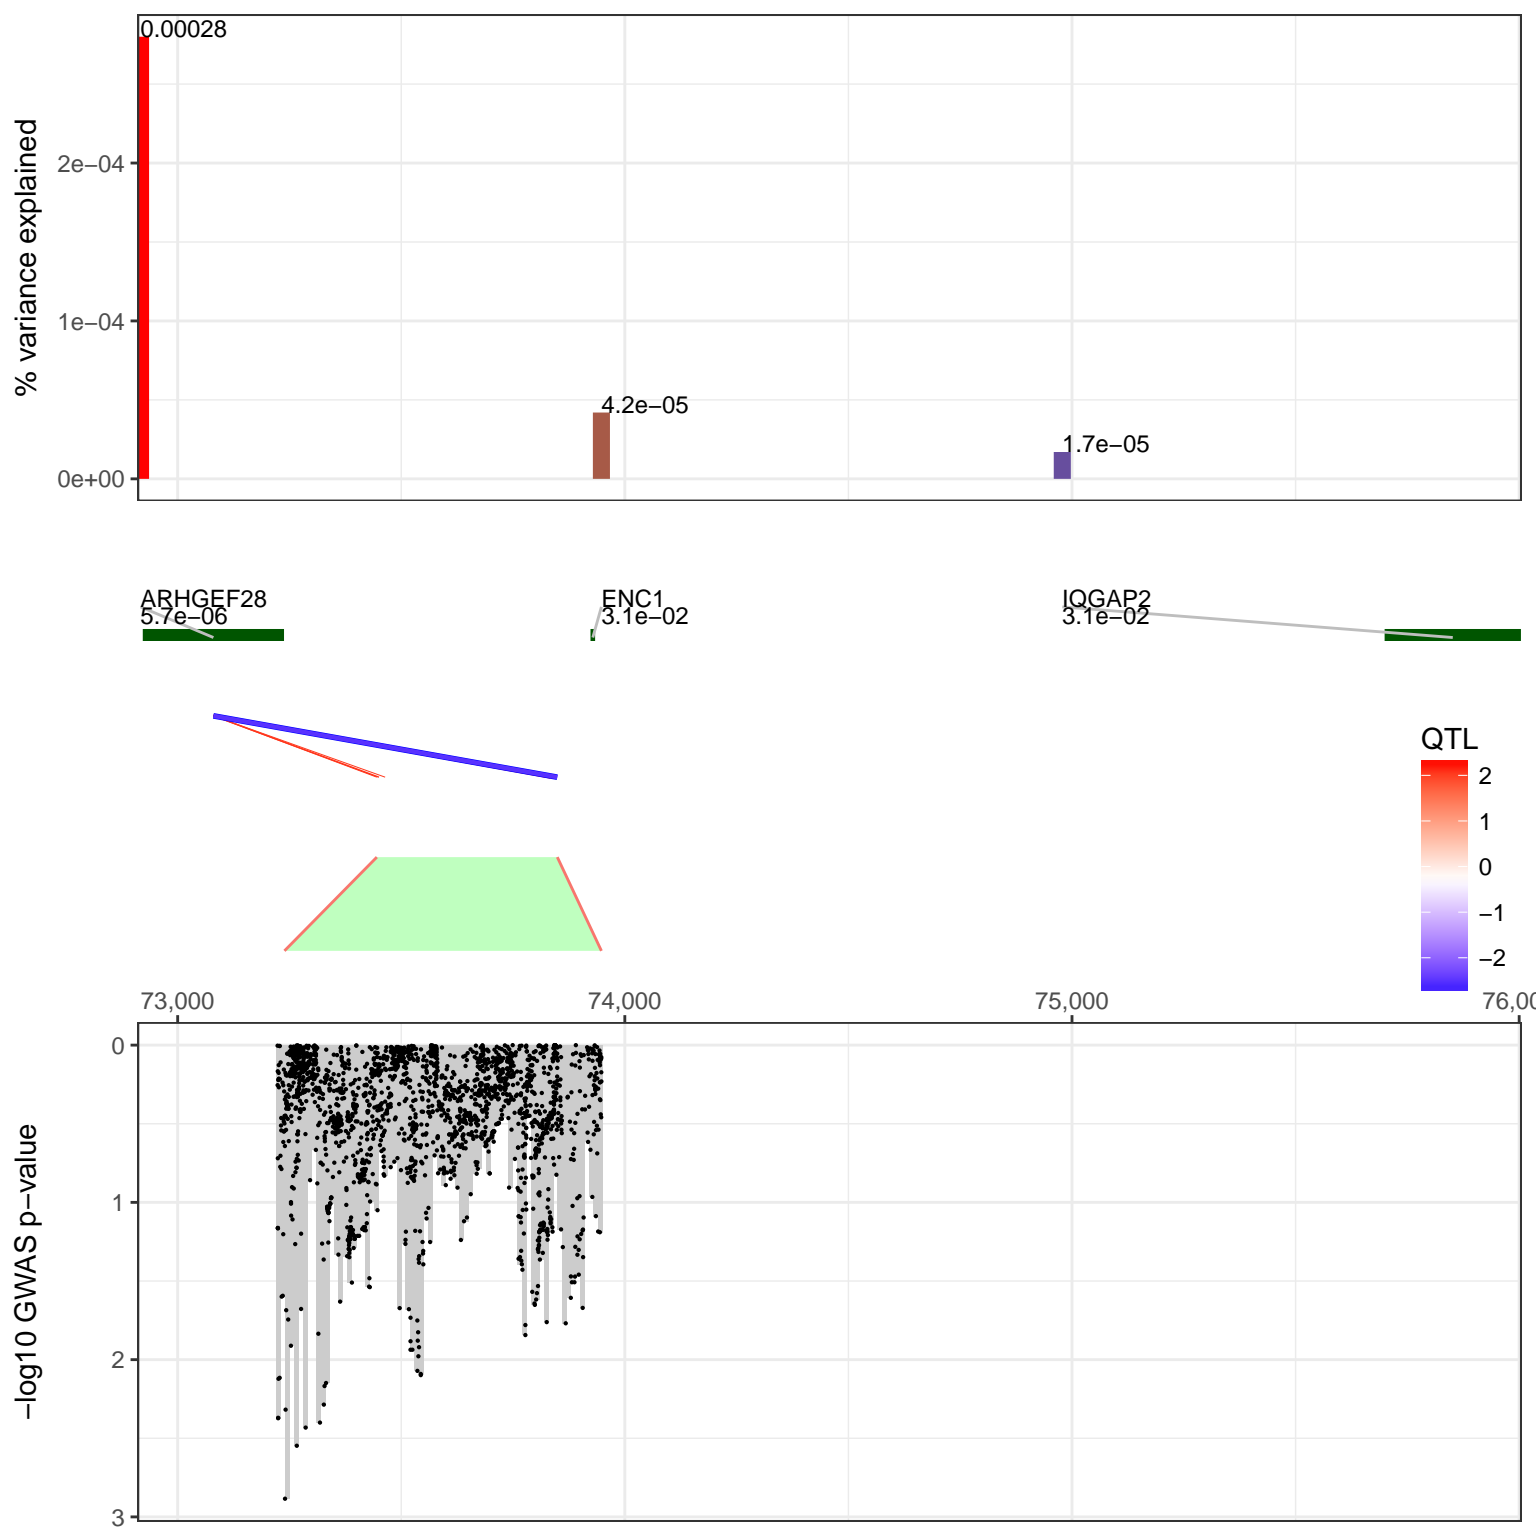 0.00028
% variance explained
2e−04
1e−04
0e+00
4.2e−05
1.7e−05
ARHGEF28
5.7e−06
ENC1
3.1e−02
IQGAP2
3.1e−02
QTL
2
1
0
−1
−2
73,000
74,000
75,000
76,00
−log10 GWAS p−value
0
1
2
3